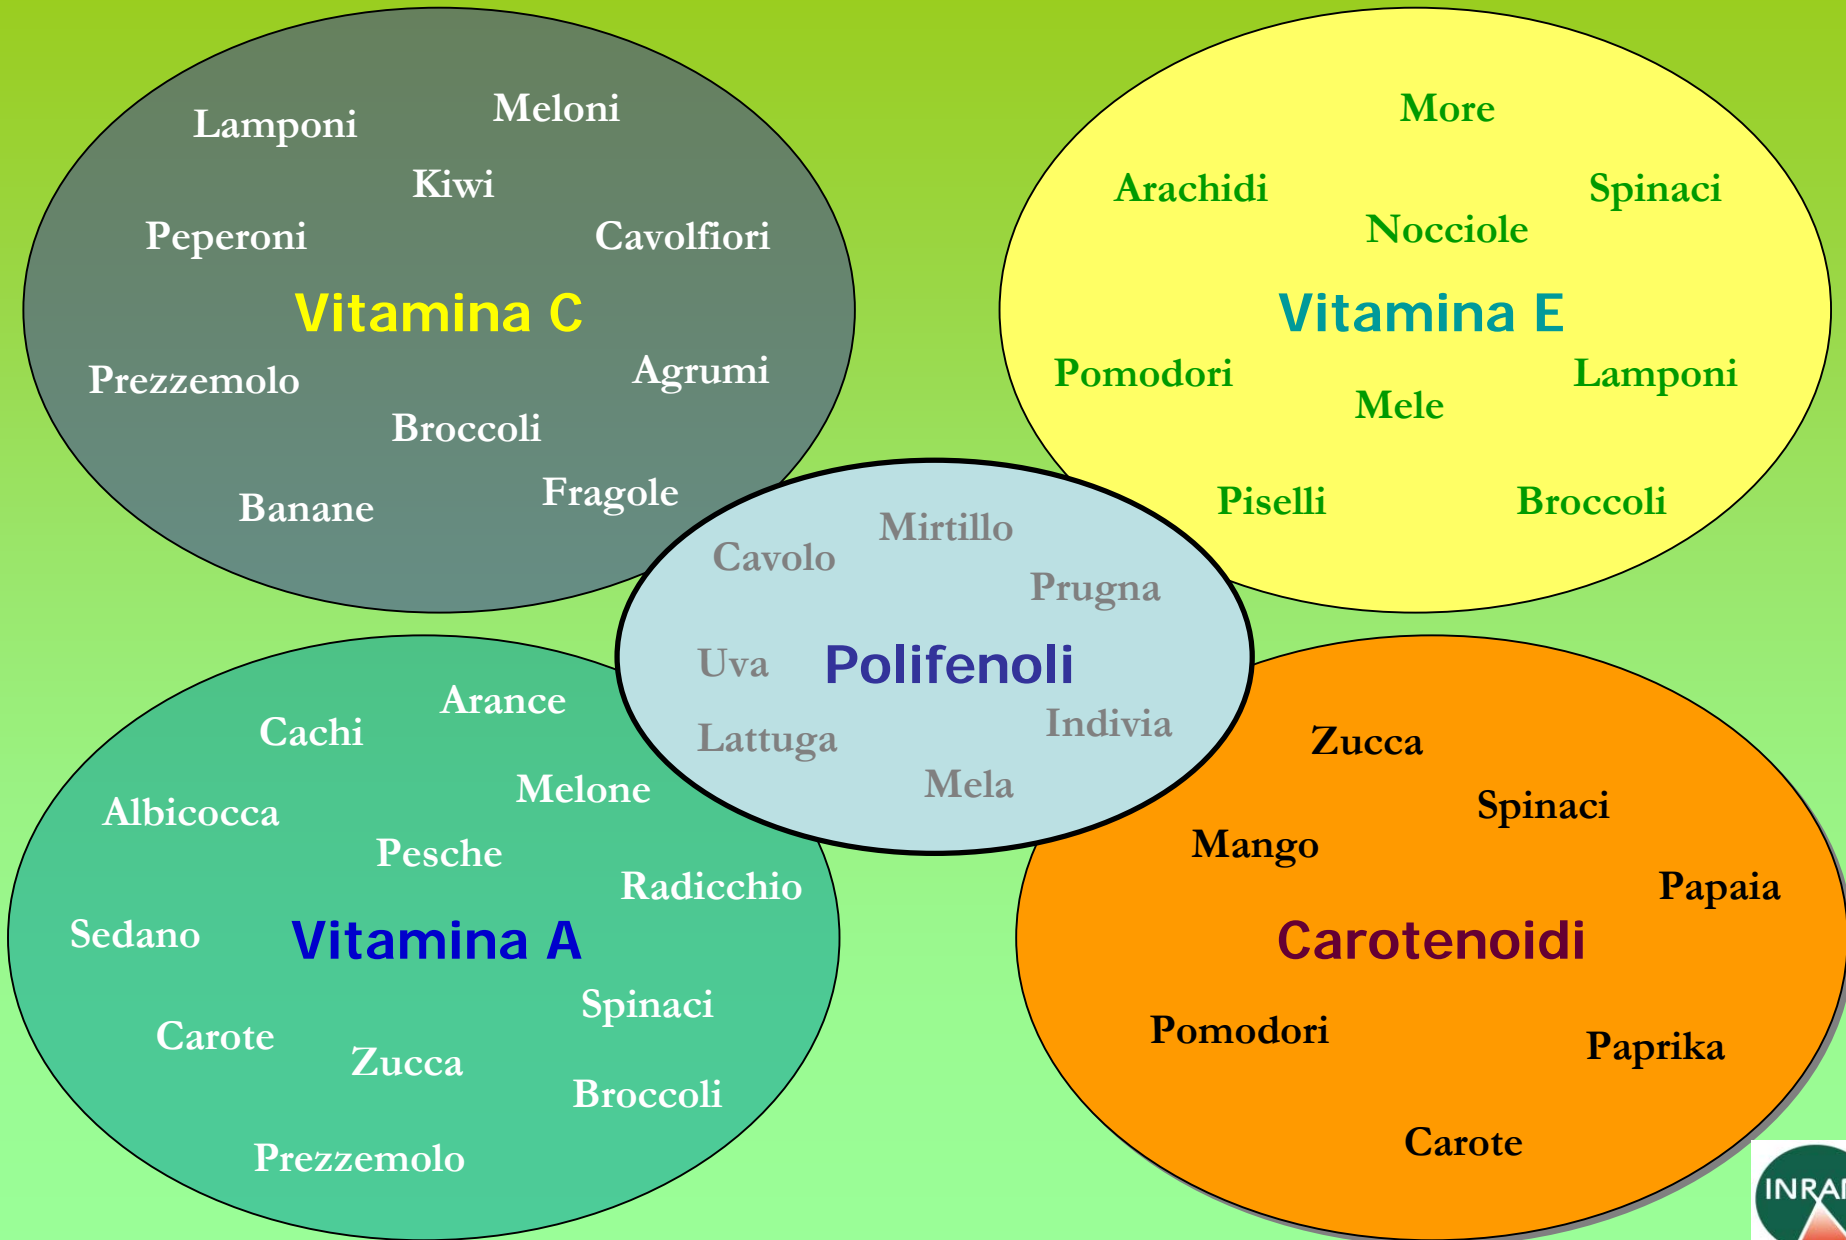 Lamponi
Meloni
Kiwi
Peperoni
Cavolfiori
Vitamina C
Prezzemolo
Agrumi
Broccoli
Banane
Fragole
More
Arachidi
Spinaci
Nocciole
Vitamina E
Pomodori
Lamponi
Mele
Piselli
Broccoli
Mirtillo
Cavolo
Prugna
Uva
Polifenoli
Lattuga
Indivia
Mela
Arance
Cachi
Melone
Albicocca
Pesche
Radicchio
Sedano
Vitamina A
Spinaci
Carote
Zucca
Broccoli
Prezzemolo
Zucca
Spinaci
Mango
Papaia
Carotenoidi
Pomodori
Paprika
Carote